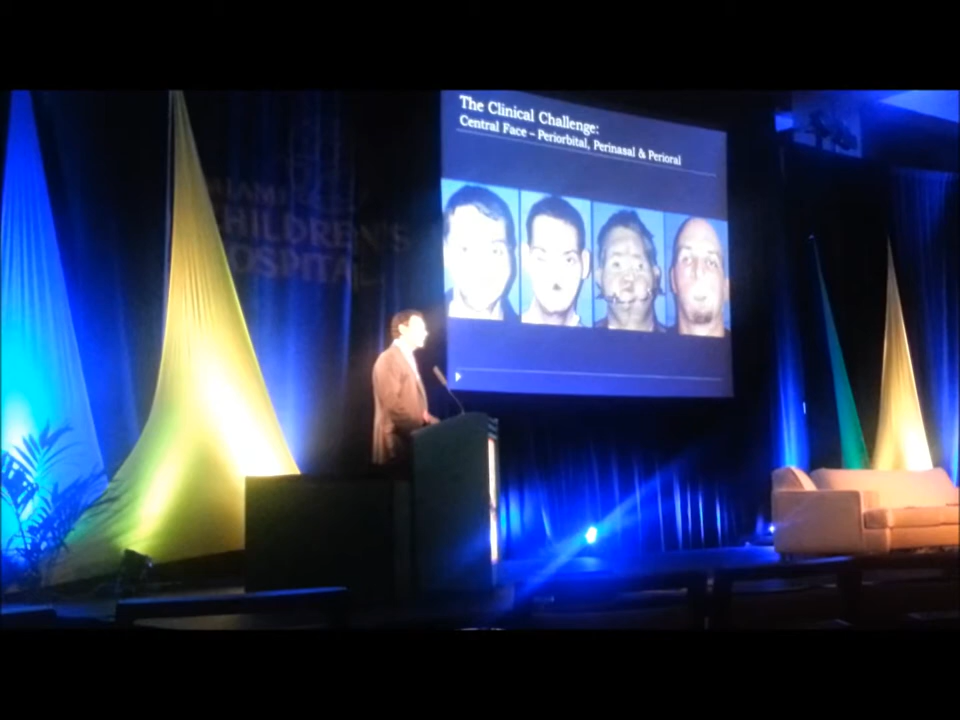 The Clinical Challenge:
Central Face – Periorbital, Perinasal & Perioral
MIAMI
CHILDREN'S
HOSPITAL